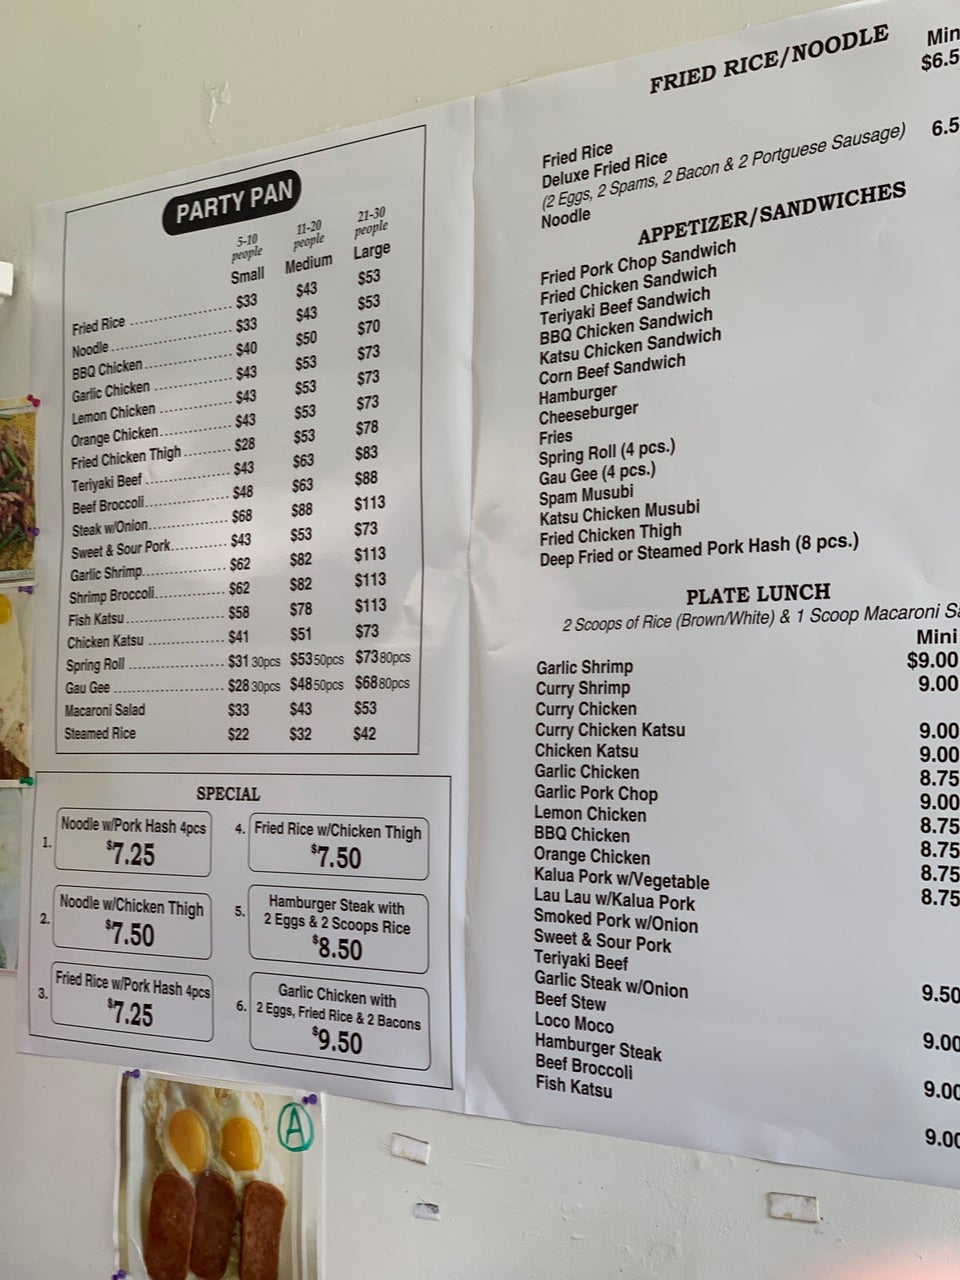 PARTY PAN
5-10 people 11-20 people 21-30 people
Small Medium Large
Fried Rice $33 $43 $53
Noodle $33 $43 $53
BBQ Chicken $40 $50 $70
Garlic Chicken $43 $53 $73
Lemon Chicken $43 $53 $73
Orange Chicken $43 $53 $73
Fried Chicken Thigh $28 $53 $78
Teriyaki Beef $43 $63 $83
Beef Broccoli $48 $63 $88
Steak w/Onion $68 $88 $113
Sweet & Sour Pork $43 $53 $73
Garlic Shrimp $62 $82 $113
Shrimp Broccoli $62 $82 $113
Fish Katsu $58 $78 $113
Chicken Katsu $41 $51 $73
Spring Roll $31 30pcs $53 50pcs $73 80pcs
Gau Gee $28 30pcs $48 50pcs $68 80pcs
Macaroni Salad $33 $43 $53
Steamed Rice $22 $32 $42
SPECIAL
1. Noodle w/Pork Hash 4pcs
$7.25
2. Noodle w/Chicken Thigh
$7.50
3. Fried Rice w/Pork Hash 4pcs
$7.25
4. Fried Rice w/Chicken Thigh
$7.50
5. Hamburger Steak with
2 Eggs & 2 Scoops Rice
$8.50
6. Garlic Chicken with
2 Eggs, Fried Rice & 2 Bacons
$9.50
A
FRIED RICE/NOODLE
Min
$6.5
Fried Rice
Deluxe Fried Rice
(2 Eggs, 2 Spams, 2 Bacon & 2 Portguese Sausage)
6.5
Noodle
APPETIZER/SANDWICHES
Fried Pork Chop Sandwich
Fried Chicken Sandwich
Teriyaki Beef Sandwich
BBQ Chicken Sandwich
Katsu Chicken Sandwich
Corn Beef Sandwich
Hamburger
Cheeseburger
Fries
Spring Roll (4 pcs.)
Gau Gee (4 pcs.)
Spam Musubi
Katsu Chicken Musubi
Fried Chicken Thigh
Deep Fried or Steamed Pork Hash (8 pcs.)
PLATE LUNCH
2 Scoops of Rice (Brown/White) & 1 Scoop Macaroni Sa
Mini
Garlic Shrimp $9.00
Curry Shrimp 9.00
Curry Chicken
Curry Chicken Katsu 9.00
Chicken Katsu 9.00
Garlic Chicken 8.75
Garlic Pork Chop 9.00
Lemon Chicken 8.75
BBQ Chicken 8.75
Orange Chicken 8.75
Kalua Pork w/Vegetable 8.75
Lau Lau w/Kalua Pork
Smoked Pork w/Onion
Sweet & Sour Pork
Teriyaki Beef
Garlic Steak w/Onion 9.50
Beef Stew
Loco Moco 9.00
Hamburger Steak
Beef Broccoli 9.00
Fish Katsu
9.00